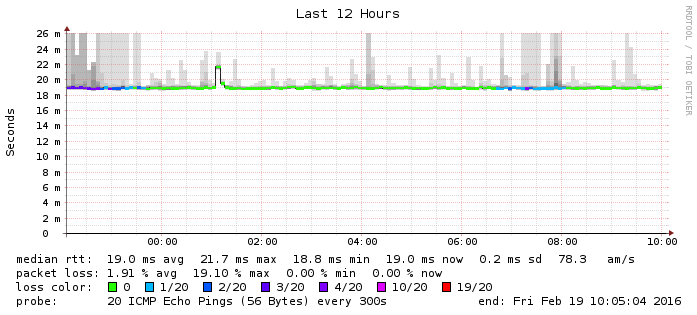 Last 12 Hours
RRDTOOL / TOBI OETIKER
Seconds
26 m
24 m
22 m
20 m
18 m
16 m
14 m
12 m
10 m
8 m
6 m
4 m
2 m
0
00:00 02:00 04:00 06:00 08:00 10:00
median rtt: 19.0 ms avg 21.7 ms max 18.8 ms min 19.0 ms now 0.2 ms sd 78.3 am/s
packet loss: 1.91 % avg 19.10 % max 0.00 % min 0.00 % now
loss color: 0 1/20 2/20 3/20 4/20 10/20 19/20
probe: 20 ICMP Echo Pings (56 Bytes) every 300s end: Fri Feb 19 10:05:04 2016